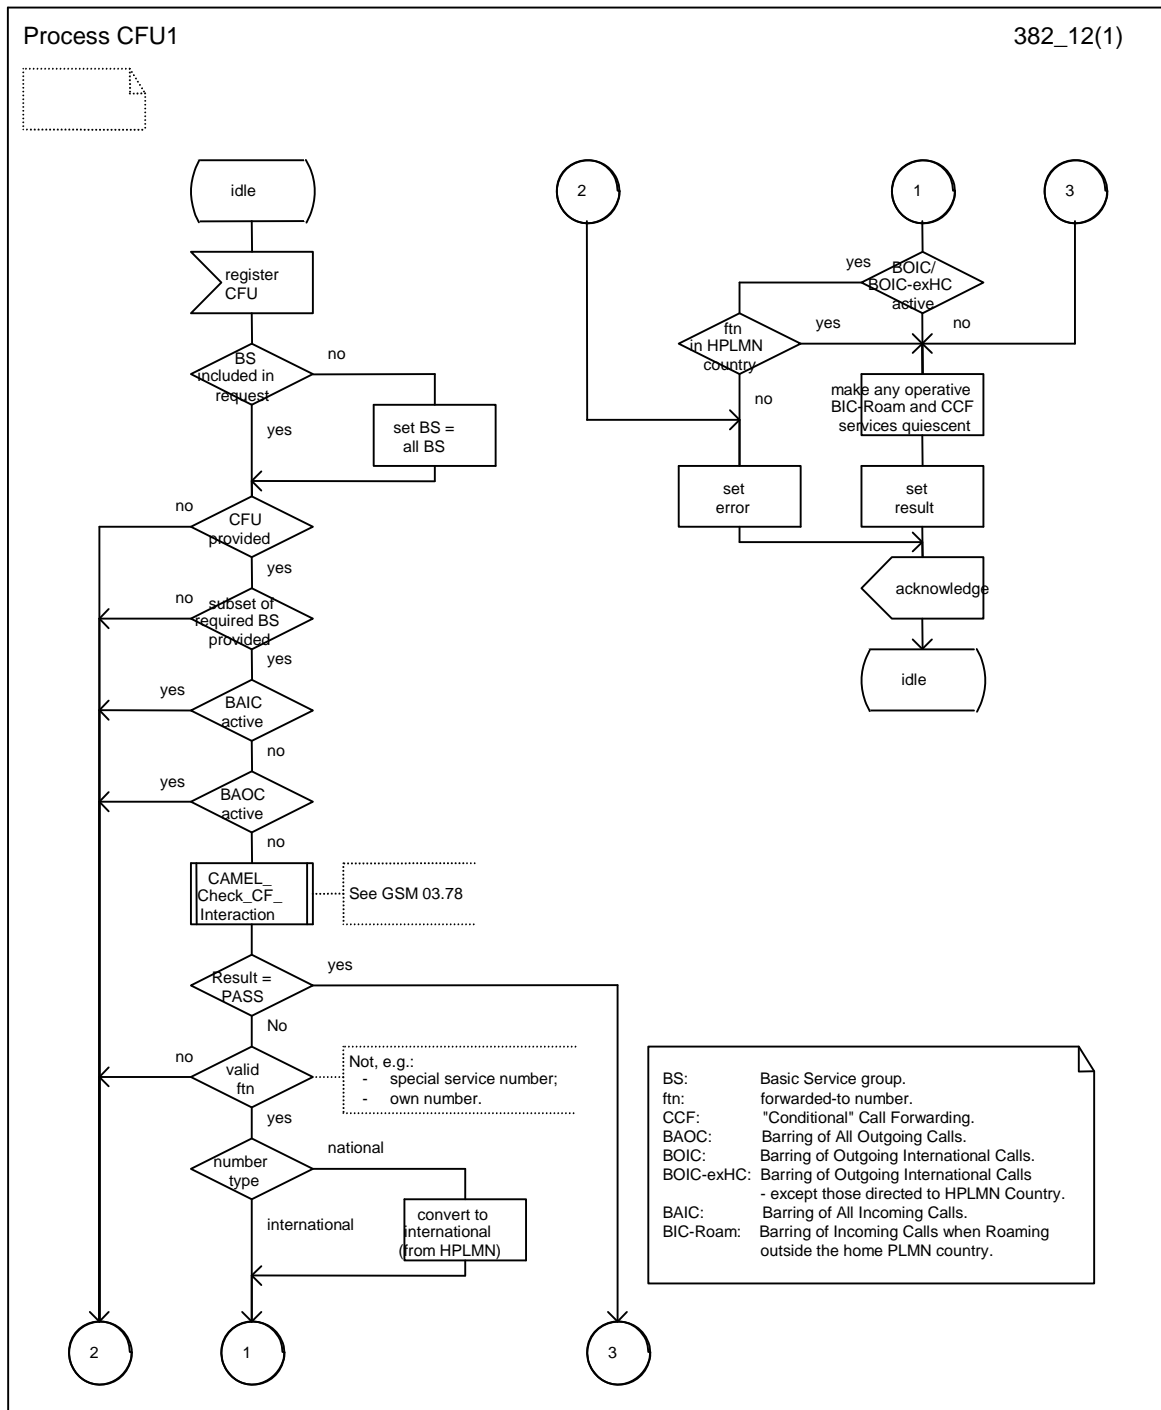 Process CFU1
382_12(1)
idle
register
CFU
BS
included in
request
no
yes
set BS =
all BS
no
CFU
provided
yes
no
subset of
required BS
provided
yes
yes
BAIC
active
no
yes
BAOC
active
no
CAMEL_
Check_CF_
Interaction
See GSM 03.78
Result =
PASS
yes
No
no
valid
ftn
Not, e.g.:
- special service number;
- own number.
yes
number
type
national
international
convert to
international
(from HPLMN)
2
1
3
2
1
3
yes
BOIC/
BOIC-exHC
active
no
ftn
in HPLMN
country
yes
no
make any operative
BIC-Roam and CCF
services quiescent
set
error
set
result
acknowledge
idle
BS: Basic Service group.
ftn: forwarded-to number.
CCF: "Conditional" Call Forwarding.
BAOC: Barring of All Outgoing Calls.
BOIC: Barring of Outgoing International Calls.
BOIC-exHC: Barring of Outgoing International Calls
- except those directed to HPLMN Country.
BAIC: Barring of All Incoming Calls.
BIC-Roam: Barring of Incoming Calls when Roaming
outside the home PLMN country.